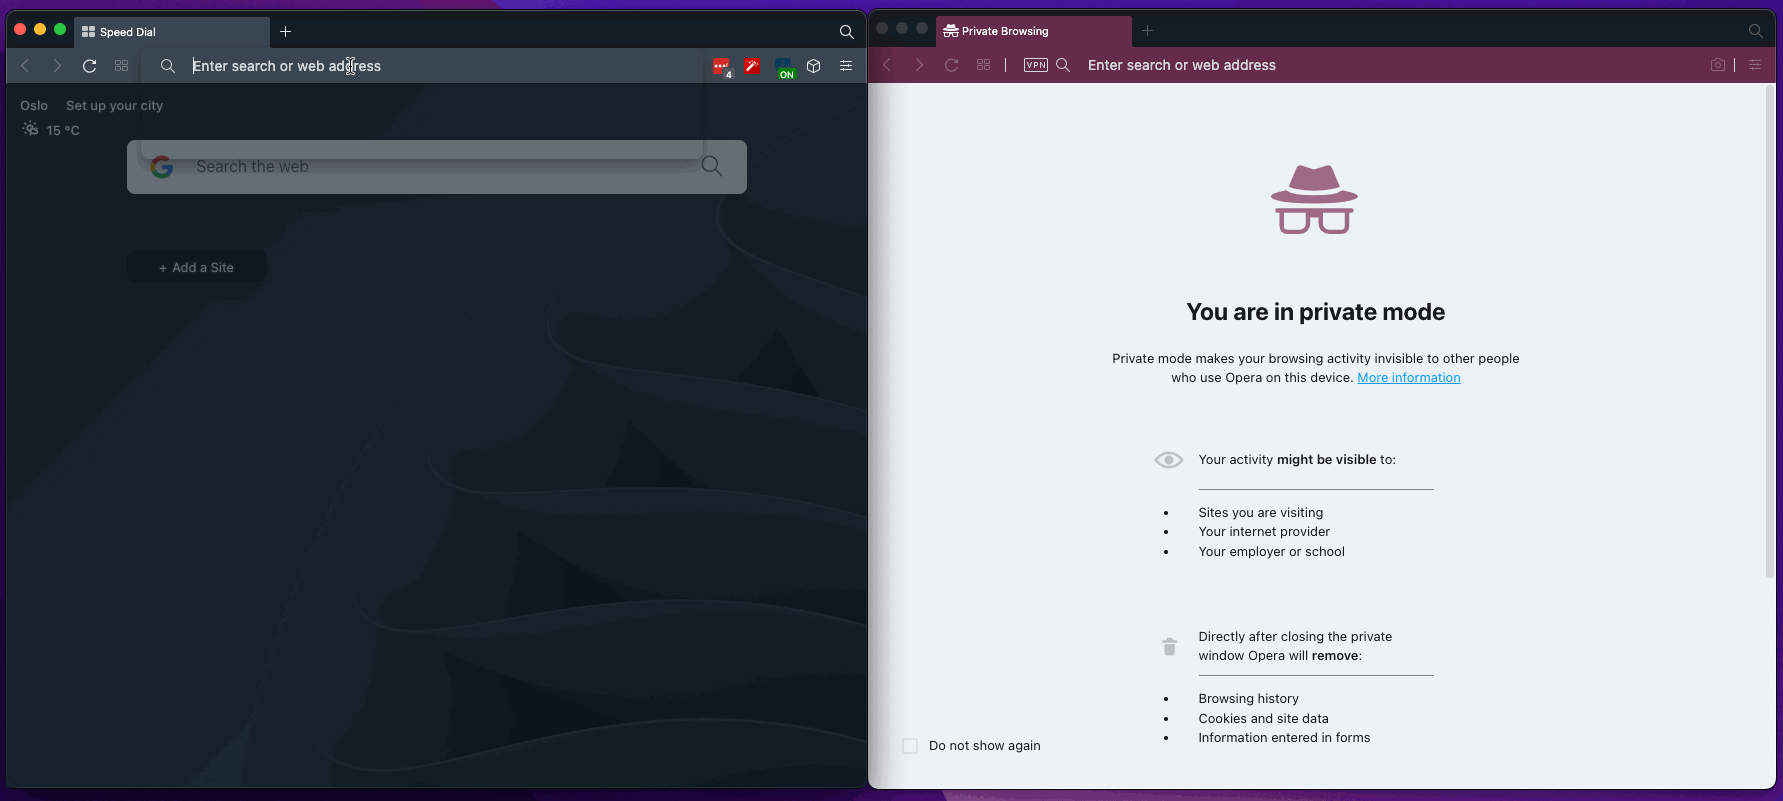 Speed Dial
Enter search or web address
4
ON
Oslo Set up your city
15 °C
Search the web
+ Add a Site
Private Browsing
VPN Enter search or web address
You are in private mode
Private mode makes your browsing activity invisible to other people
who use Opera on this device. More information
Your activity might be visible to:
• Sites you are visiting
• Your internet provider
• Your employer or school
Directly after closing the private
window Opera will remove:
• Browsing history
• Cookies and site data
• Information entered in forms
Do not show again